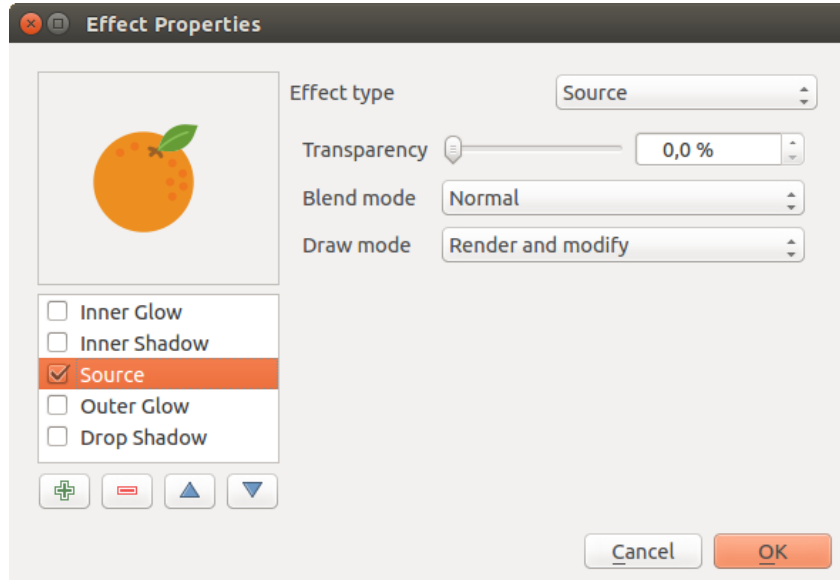 Effect Properties
Effect type Source
Transparency 0,0 %
Blend mode Normal
Draw mode Render and modify
Inner Glow
Inner Shadow
Source
Outer Glow
Drop Shadow
Cancel OK